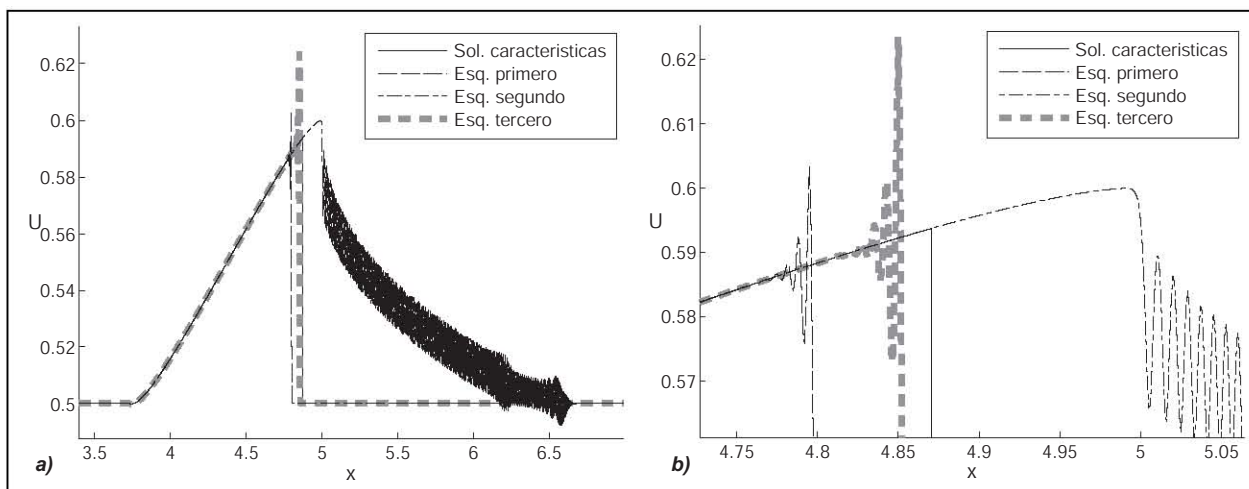 Sol. caracteristicas
Esq. primero
Esq. segundo
Esq. tercero
0.62
0.6
0.58
U
0.56
0.54
0.52
0.5
3.5 4 4.5 5 5.5 6 6.5
x
a)
Sol. caracteristicas
Esq. primero
Esq. segundo
Esq. tercero
0.62
0.61
0.6
U
0.59
0.58
0.57
4.75 4.8 4.85 4.9 4.95 5 5.05
x
b)